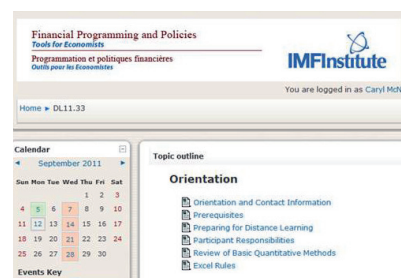 Financial Programming and Policies
Tools for Economists
Programmation et politiques financières
Outils pour les Economistes
IMFInstitute
You are logged in as Caryl McN
Home ► DL11.33
Calendar
◄ September 2011 ►
Sun Mon Tue Wed Thu Fri Sat
1 2 3
4 5 6 7 8 9 10
11 12 13 14 15 16 17
18 19 20 21 22 23 24
25 26 27 28 29 30
Events Key
Topic outline
Orientation
Orientation and Contact Information
Prerequisites
Preparing for Distance Learning
Participant Responsibilities
Review of Basic Quantitative Methods
Excel Rules